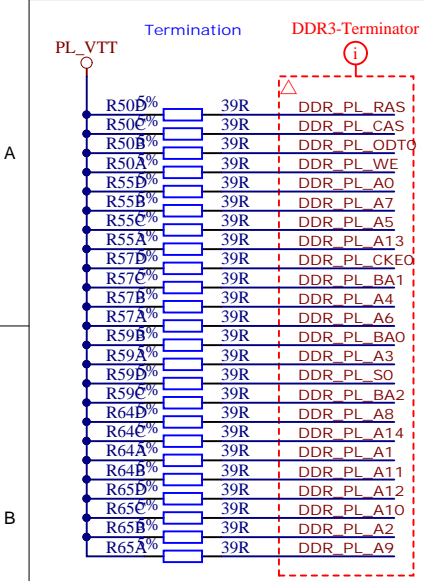 Termination
DDR3-Terminator
PL_VTT
i
R50D 5% 39R DDR_PL_RAS
R50C 5% 39R DDR_PL_CAS
R50B 5% 39R DDR_PL_ODT0
R50A 5% 39R DDR_PL_WE
R55D 5% 39R DDR_PL_A0
R55B 5% 39R DDR_PL_A7
R55C 5% 39R DDR_PL_A5
R55A 5% 39R DDR_PL_A13
R57D 5% 39R DDR_PL_CKE0
R57C 5% 39R DDR_PL_BA1
R57B 5% 39R DDR_PL_A4
R57A 5% 39R DDR_PL_A6
R59B 5% 39R DDR_PL_BA0
R59A 5% 39R DDR_PL_A3
R59D 5% 39R DDR_PL_S0
R59C 5% 39R DDR_PL_BA2
R64D 5% 39R DDR_PL_A8
R64C 5% 39R DDR_PL_A14
R64A 5% 39R DDR_PL_A1
R64B 5% 39R DDR_PL_A11
R65D 5% 39R DDR_PL_A12
R65C 5% 39R DDR_PL_A10
R65B 5% 39R DDR_PL_A2
R65A 5% 39R DDR_PL_A9
A
B